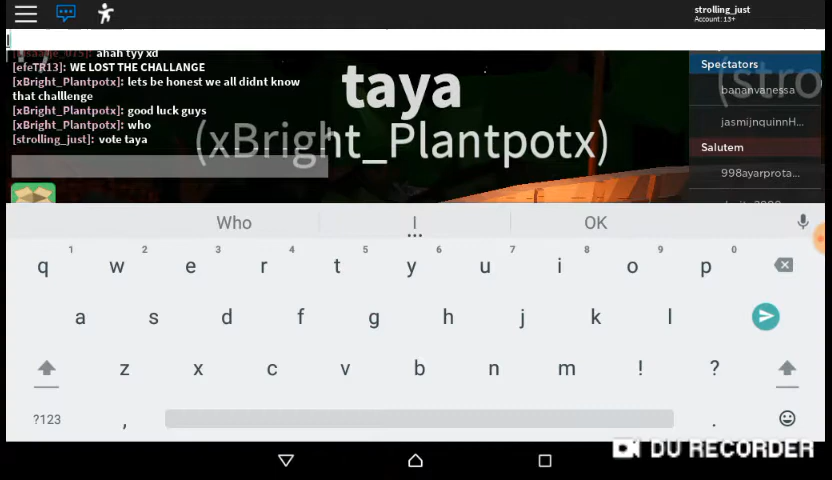 strolling_just
Account: 13+
ahah tyy xd
[efeTR13]: WE LOST THE CHALLANGE
[xBright_Plantpotx]: lets be honest we all didnt know
that challlenge
[xBright_Plantpotx]: good luck guys
[xBright_Plantpotx]: who
[strolling_just]: vote taya
taya
(xBright_Plantpotx)
(stro
Spectators
bananvanessa
jasmijnquinnH...
Salutem
998ayarprota...
Who I OK
1 2 3 4 5 6 7 8 9 0
q w e r t y u i o p
a s d f g h j k l
z x c v b n m ! ?
?123 , .
DU RECORDER